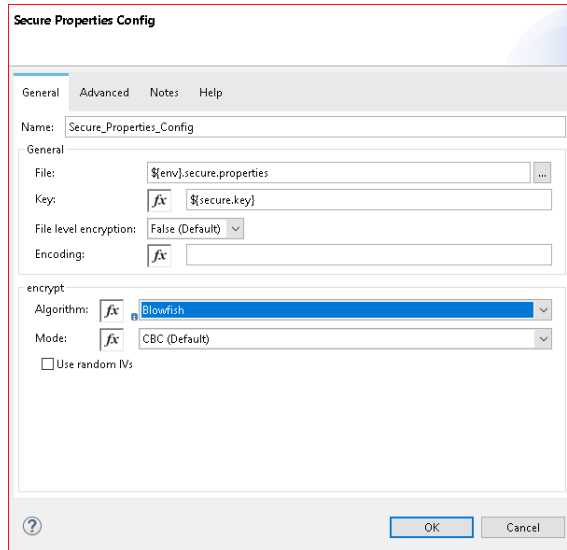 Secure Properties Config
General Advanced Notes Help
Name: Secure_Properties_Config
General
File: ${env}.secure.properties ...
Key: fx ${secure.key}
File level encryption: False (Default)
Encoding: fx
encrypt
Algorithm: fx Blowfish
Mode: fx CBC (Default)
Use random IVs
? OK Cancel